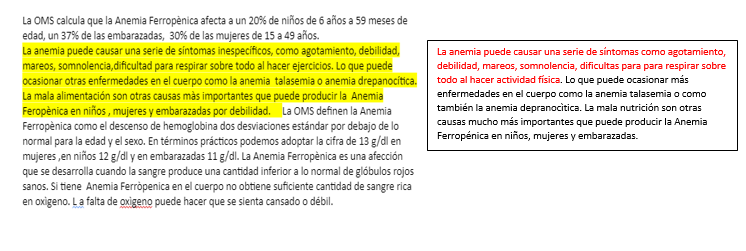 La OMS calcula que la Anemia Ferropènica afecta a un 20% de niños de 6 años a 59 meses de
edad, un 37% de las embarazadas,  30% de las mujeres de 15 a 49 años.
La anemia puede causar una serie de síntomas inespecíficos, como agotamiento, debilidad,
mareos, somnolencia,dificultad para respirar sobre todo al hacer ejercicios. Lo que puede
ocasionar otras enfermedades en el cuerpo como la anemia  talasemia o anemia drepanocítica.
La mala alimentación son otras causas màs importantes que puede producir la  Anemia
Feropènica en niños , mujeres y embarazadas por debilidad.    La OMS definen la Anemia
Ferropènica como el descenso de hemoglobina dos desviaciones estándar por debajo de lo
normal para la edad y el sexo. En términos prácticos podemos adoptar la cifra de 13 g/dl en
mujeres ,en niños 12 g/dl y en embarazadas 11 g/dl. La Anemia Ferropènica es una afección
que se desarrolla cuando la sangre produce una cantidad inferior a lo normal de glóbulos rojos
sanos. Si tiene  Anemia Ferròpenica en el cuerpo no obtiene suficiente cantidad de sangre rica
en oxigeno. L a falta de oxìgeno puede hacer que se sienta cansado o débil.
La anemia puede causar una serie de síntomas como agotamiento,
debilidad, mareos, somnolencia, dificultas para para respirar sobre
todo al hacer actividad física. Lo que puede ocasionar más
enfermedades en el cuerpo como la anemia talasemia o como
también la anemia depranocìtica. La mala nutrición son otras
causas mucho más importantes que puede producir la Anemia
Ferropénica en niños, mujeres y embarazadas.